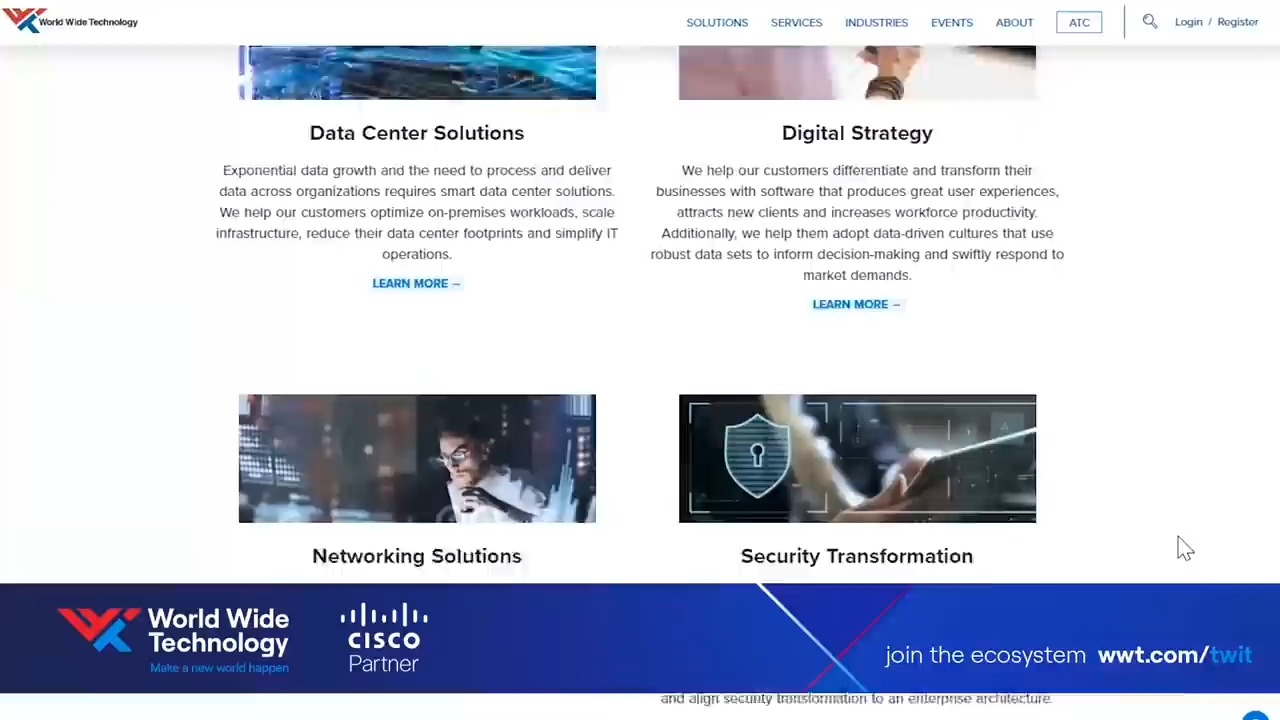 World Wide Technology
SOLUTIONS SERVICES INDUSTRIES EVENTS ABOUT ATC Login / Register
Data Center Solutions
Exponential data growth and the need to process and deliver
data across organizations requires smart data center solutions.
We help our customers optimize on-premises workloads, scale
infrastructure, reduce their data center footprints and simplify IT
operations.
LEARN MORE –
Digital Strategy
We help our customers differentiate and transform their
businesses with software that produces great user experiences,
attracts new clients and increases workforce productivity.
Additionally, we help them adopt data-driven cultures that use
robust data sets to inform decision-making and swiftly respond to
market demands.
LEARN MORE –
Networking Solutions
Security Transformation
World Wide
Technology
Make a new world happen
CISCO
Partner
join the ecosystem wwt.com/twit
and align security transformation to an enterprise architecture.